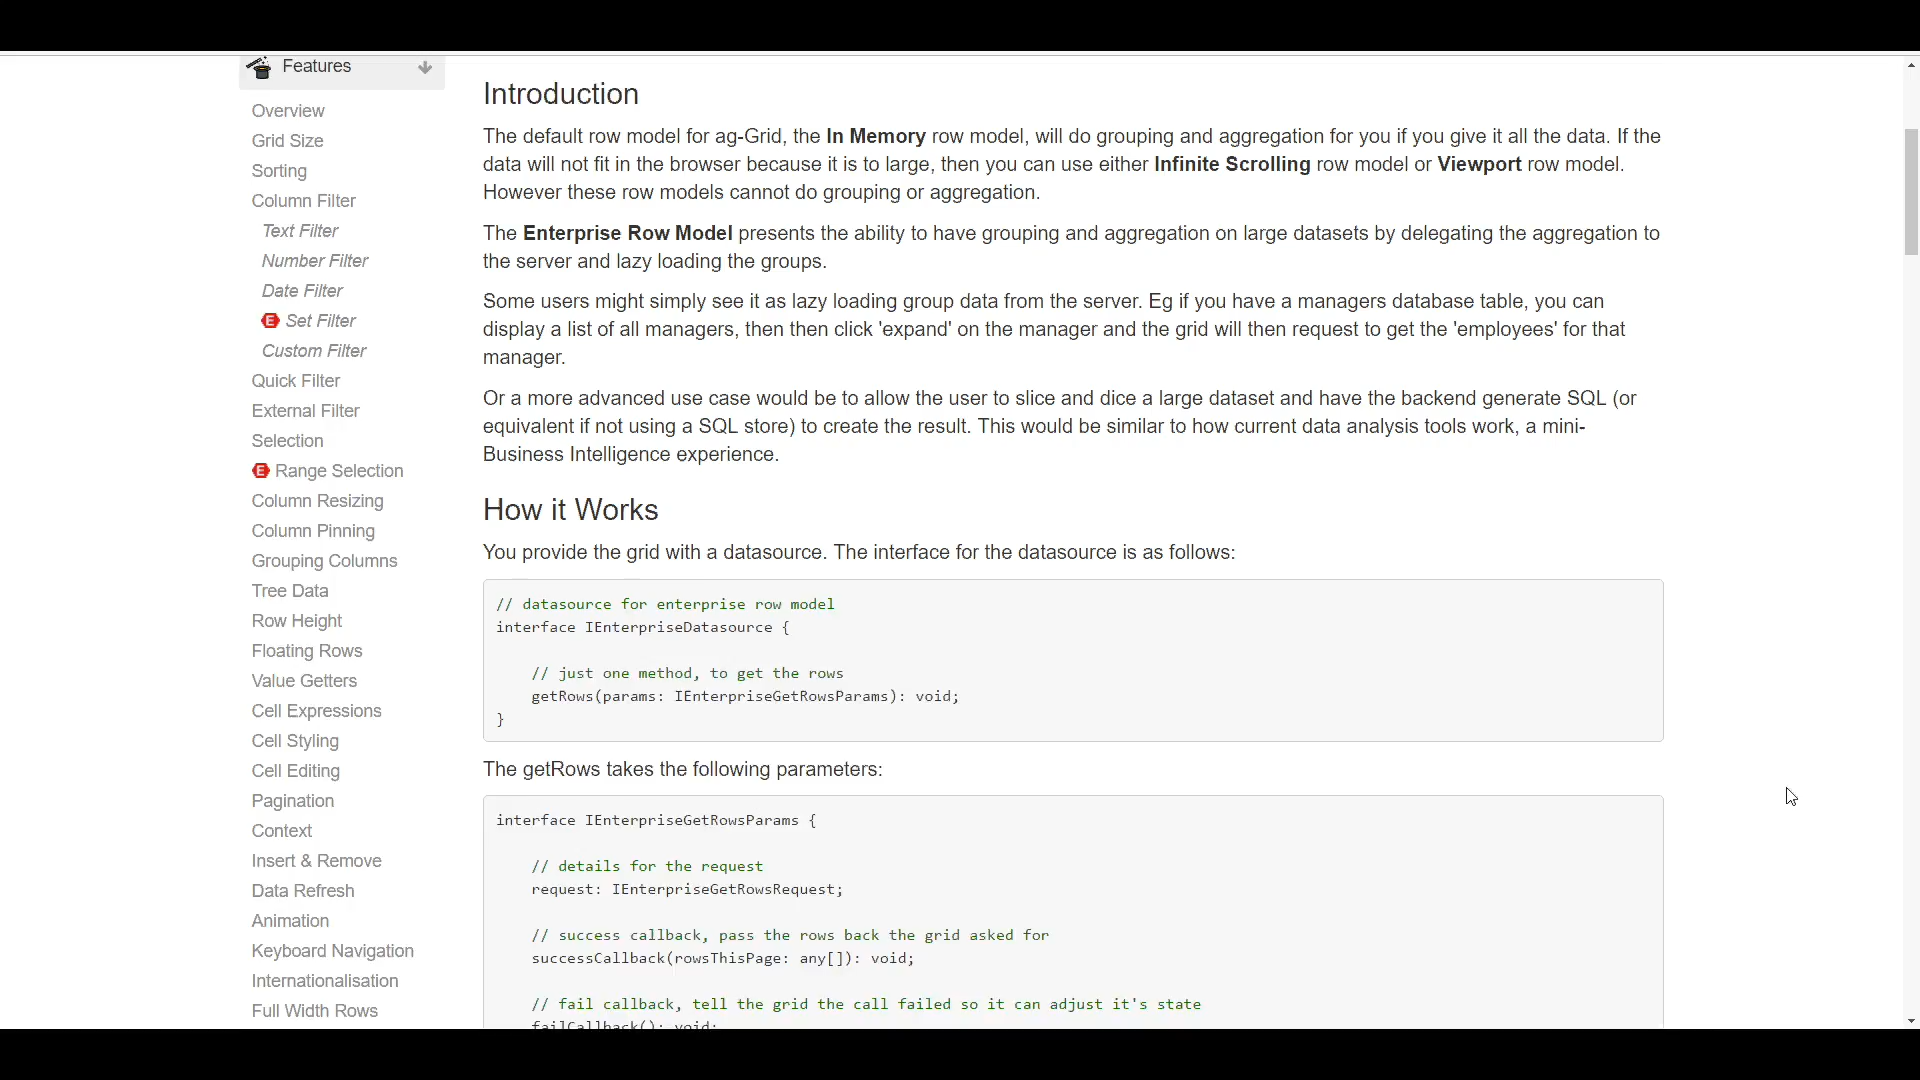 Features
Overview
Grid Size
Sorting
Column Filter
Text Filter
Number Filter
Date Filter
E Set Filter
Custom Filter
Quick Filter
External Filter
Selection
E Range Selection
Column Resizing
Column Pinning
Grouping Columns
Tree Data
Row Height
Floating Rows
Value Getters
Cell Expressions
Cell Styling
Cell Editing
Pagination
Context
Insert & Remove
Data Refresh
Animation
Keyboard Navigation
Internationalisation
Full Width Rows
Introduction
The default row model for ag-Grid, the In Memory row model, will do grouping and aggregation for you if you give it all the data. If the
data will not fit in the browser because it is to large, then you can use either Infinite Scrolling row model or Viewport row model.
However these row models cannot do grouping or aggregation.
The Enterprise Row Model presents the ability to have grouping and aggregation on large datasets by delegating the aggregation to
the server and lazy loading the groups.
Some users might simply see it as lazy loading group data from the server. Eg if you have a managers database table, you can
display a list of all managers, then then click 'expand' on the manager and the grid will then request to get the 'employees' for that
manager.
Or a more advanced use case would be to allow the user to slice and dice a large dataset and have the backend generate SQL (or
equivalent if not using a SQL store) to create the result. This would be similar to how current data analysis tools work, a mini-
Business Intelligence experience.
How it Works
You provide the grid with a datasource. The interface for the datasource is as follows:
// datasource for enterprise row model
interface IEnterpriseDatasource {
// just one method, to get the rows
getRows(params: IEnterpriseGetRowsParams): void;
}
The getRows takes the following parameters:
interface IEnterpriseGetRowsParams {
// details for the request
request: IEnterpriseGetRowsRequest;
// success callback, pass the rows back the grid asked for
successCallback(rowsThisPage: any[]): void;
// fail callback, tell the grid the call failed so it can adjust it's state
failCallback(): void;